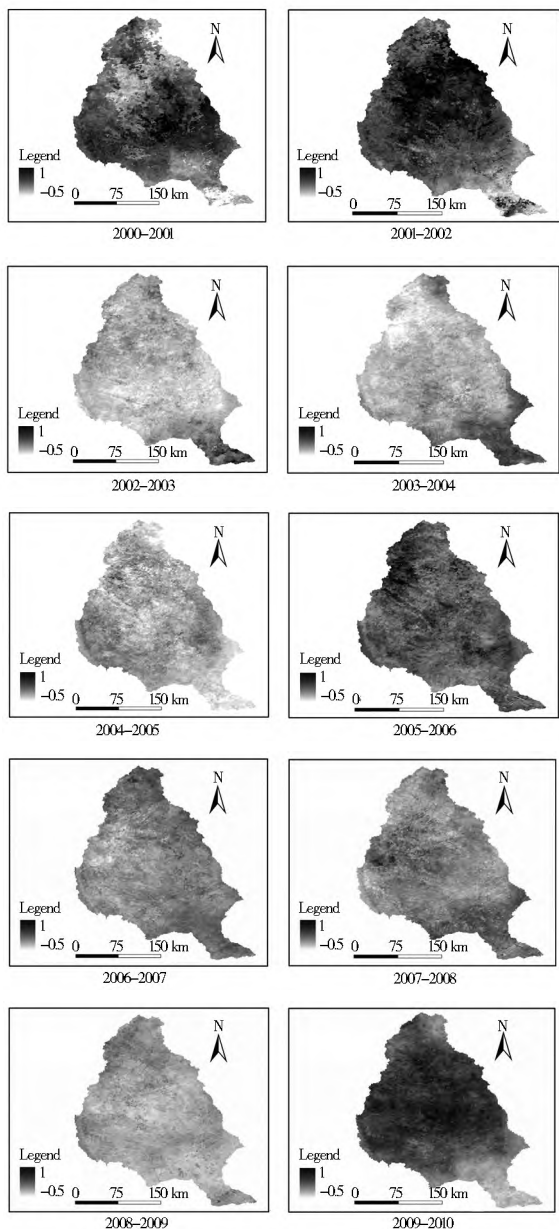 N
Legend
1
-0.5
0 75 150 km
2000-2001
N
Legend
1
-0.5
0 75 150 km
2001-2002
N
Legend
1
-0.5
0 75 150 km
2002-2003
N
Legend
1
-0.5
0 75 150 km
2003-2004
N
Legend
1
-0.5
0 75 150 km
2004-2005
N
Legend
1
-0.5
0 75 150 km
2005-2006
N
Legend
1
-0.5
0 75 150 km
2006-2007
N
Legend
1
-0.5
0 75 150 km
2007-2008
N
Legend
1
-0.5
0 75 150 km
2008-2009
N
Legend
1
-0.5
0 75 150 km
2009-2010